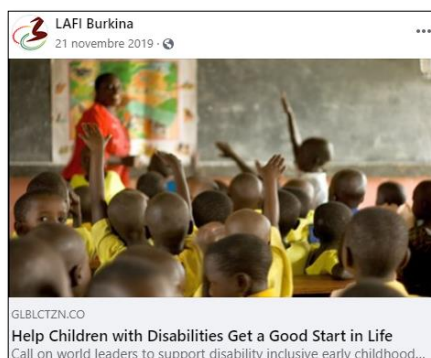 LAFI Burkina
21 novembre 2019 ·
GLBLCTZN.CO
Help Children with Disabilities Get a Good Start in Life
Call on world leaders to support disability inclusive early childhood...